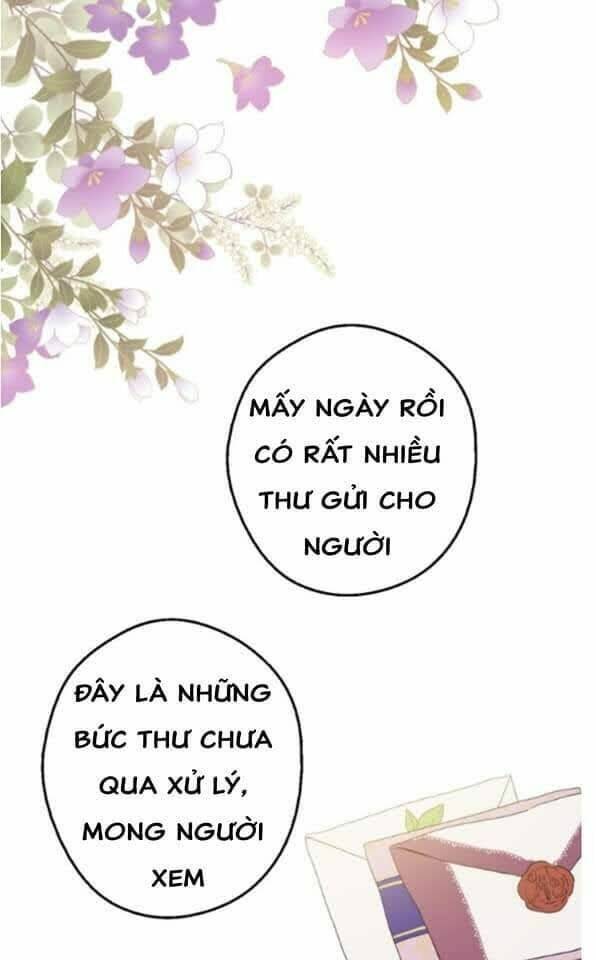 MẤY NGÀY RỒI
CÓ RẤT NHIỀU
THƯ GỬI CHO
NGƯỜI
ĐÂY LÀ NHỮNG
BỨC THƯ CHƯA
QUA XỬ LÝ,
MONG NGƯỜI
XEM